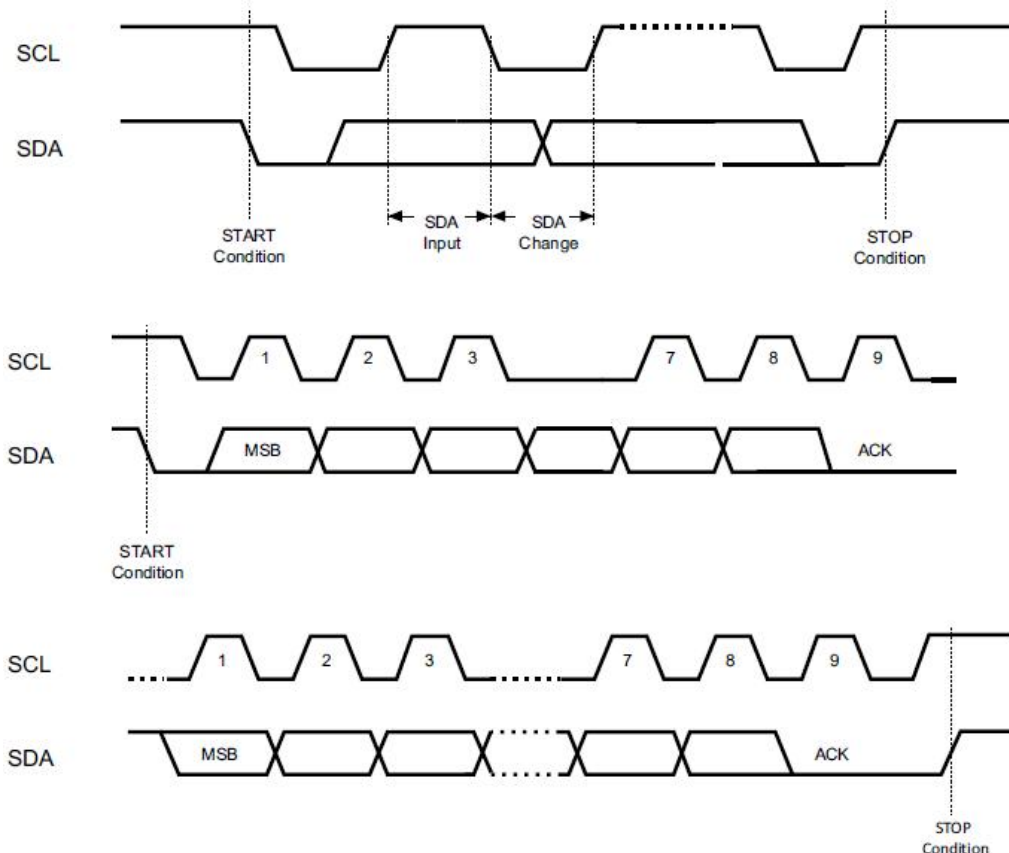 SCL
SDA
SDA
Input
SDA
Change
START
Condition
STOP
Condition
SCL
1 2 3 7 8 9
SDA
MSB ACK
START
Condition
SCL
1 2 3 7 8 9
SDA
MSB ACK
STOP
Condition